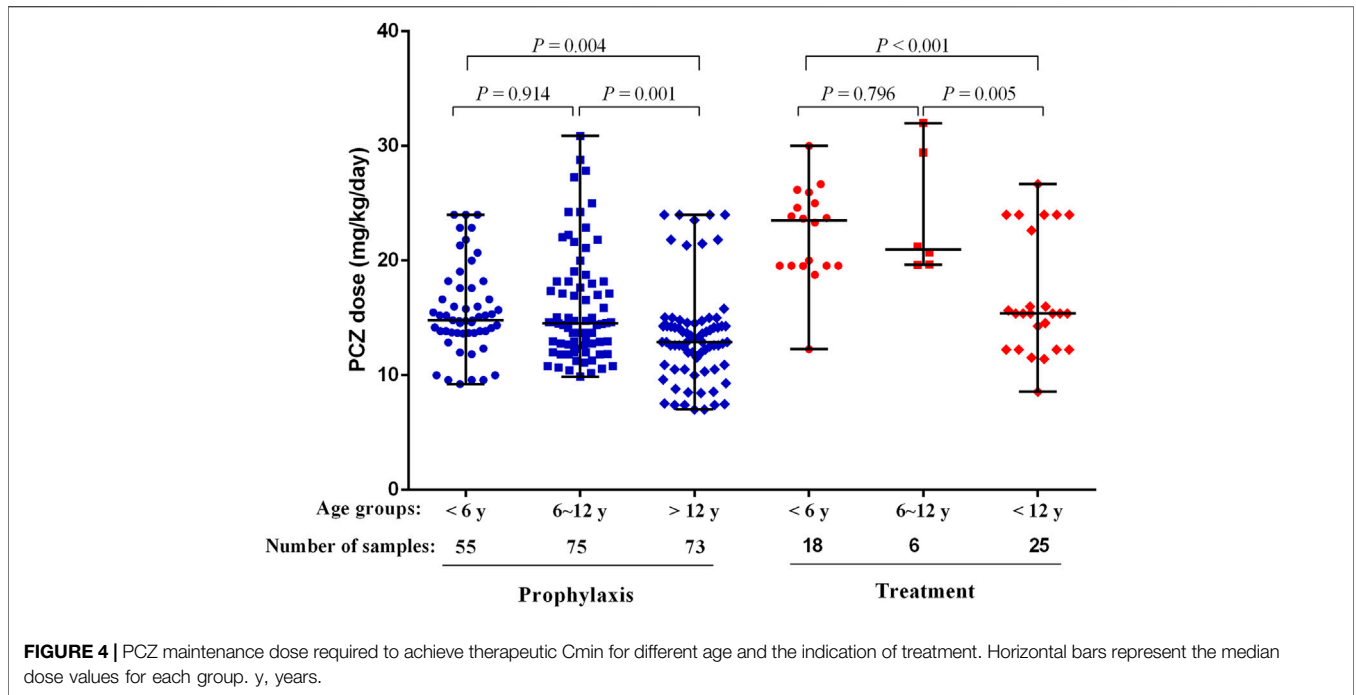 40
P = 0.004
P < 0.001
P = 0.914
P = 0.001
P = 0.796
P = 0.005
30
PCZ dose (mg/kg/day)
20
10
0
Age groups: < 6 y 6~12 y > 12 y < 6 y 6~12 y < 12 y
Number of samples: 55 75 73 18 6 25
Prophylaxis Treatment
FIGURE 4 | PCZ maintenance dose required to achieve therapeutic Cmin for different age and the indication of treatment. Horizontal bars represent the median
dose values for each group. y, years.